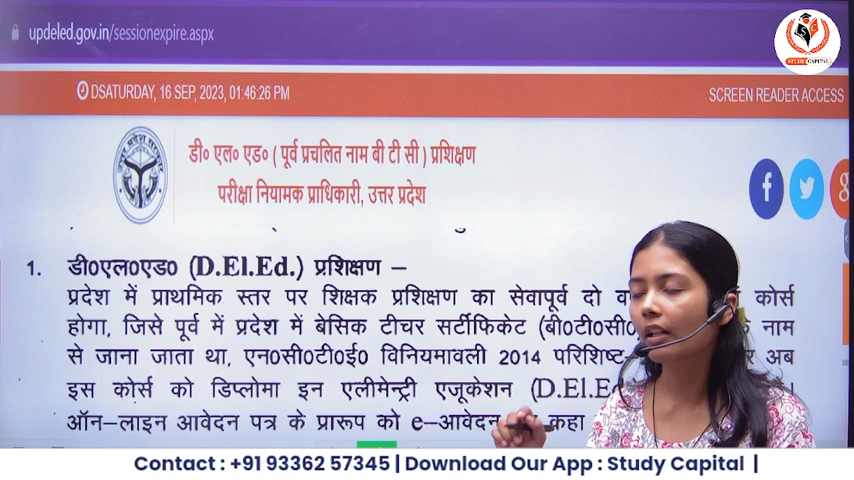 updeled.gov.in/sessionexpire.aspx
STUDY CAPITAL
DSATURDAY, 16 SEP, 2023, 01:46:26 PM
SCREEN READER ACCESS
डी० एल० एड० ( पूर्व प्रचलित नाम बी टी सी ) प्रशिक्षण
परीक्षा नियामक प्राधिकारी, उत्तर प्रदेश
1. डी0एल0एड0 (D.El.Ed.) प्रशिक्षण –
प्रदेश में प्राथमिक स्तर पर शिक्षक प्रशिक्षण का सेवापूर्व दो कोर्स
होगा, जिसे पूर्व में प्रदेश में बेसिक टीचर सर्टीफिकेट (बी0टी0सी0 नाम
से जाना जाता था, एन0सी0टी0ई0 विनियमावली 2014 परिशिष्ट- अब
इस कोर्स को डिप्लोमा इन एलीमेन्ट्री एजूकेशन (D.El.E
ऑन–लाइन आवेदन पत्र के प्रारूप को e–आवेदन कहा
Contact : +91 93362 57345 | Download Our App : Study Capital |